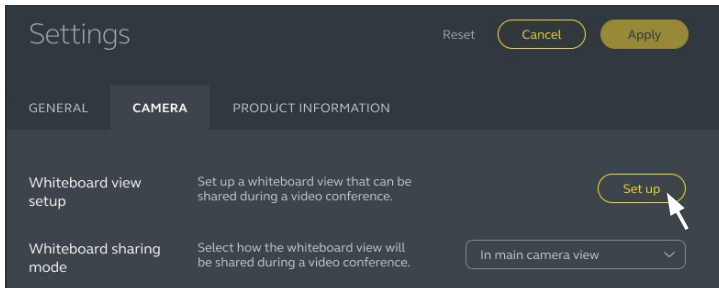 Settings
Reset
Cancel
Apply
GENERAL
CAMERA
PRODUCT INFORMATION
Whiteboard view
setup
Set up a whiteboard view that can be
shared during a video conference.
Set up
Whiteboard sharing
mode
Select how the whiteboard view will
be shared during a video conference.
In main camera view